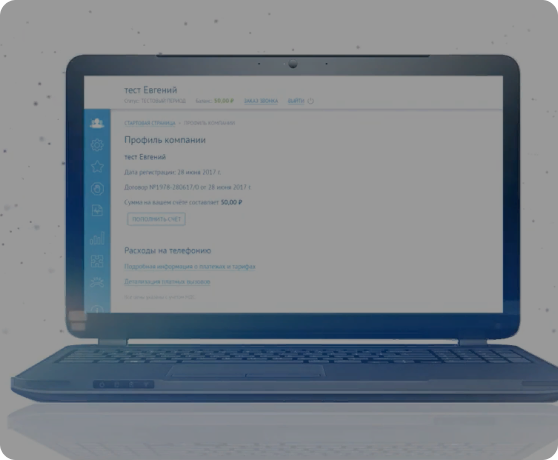 тест Евгений
Статус: ТЕСТОВЫЙ ПЕРИОД Баланс: 50,00 ₽ ЗАКАЗ ЗВОНКА ВЫЙТИ
СТАРТОВАЯ СТРАНИЦА ПРОФИЛЬ КОМПАНИИ
Профиль компании
тест Евгений
Дата регистрации: 28 июня 2017 г.
Договор №1978-280617/0 от 28 июня 2017 г.
Сумма на вашем счете составляет 50,00 ₽
ПОПОЛНИТЬ СЧЕТ
Расходы на телефонию
Подробная информация о платежах и тарифах
Детализация платных вызовов